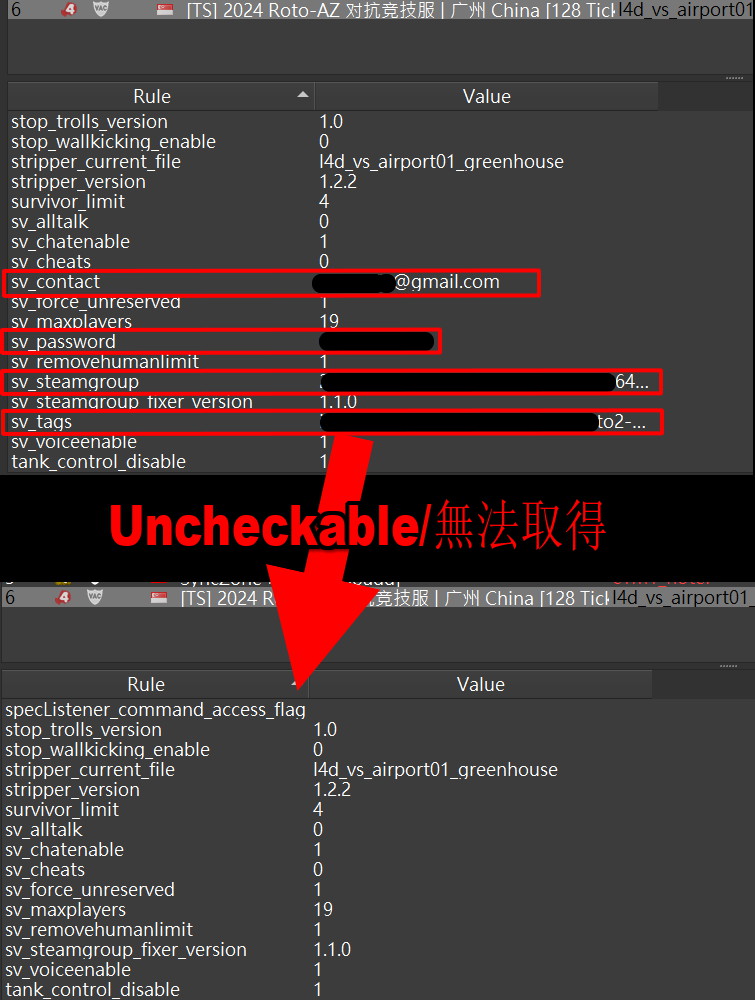 6 4 VAC [TS] 2024 Roto-AZ 对抗竞技服 | 广州 China [128 Tick l4d_vs_airport01
Rule Value
stop_trolls_version 1.0
stop_wallkicking_enable 0
stripper_current_file l4d_vs_airport01_greenhouse
stripper_version 1.2.2
survivor_limit 4
sv_alltalk 0
sv_chatenable 1
sv_cheats 0
sv_contact @gmail.com
sv_force_unreserved 1
sv_maxplayers 19
sv_password
sv_removehumanlimit 1
sv_steamgroup 64...
sv_steamgroup_fixer_version 1.1.0
sv_tags to2-...
sv_voiceenable 1
tank_control_disable 1
Uncheckable/無法取得
6 4 VAC [TS] 2024 R 抗竞技服 | 广州 China [128 Tick l4d_vs_airport01_
Rule Value
specListener_command_access_flag
stop_trolls_version 1.0
stop_wallkicking_enable 0
stripper_current_file l4d_vs_airport01_greenhouse
stripper_version 1.2.2
survivor_limit 4
sv_alltalk 0
sv_chatenable 1
sv_cheats 0
sv_force_unreserved 1
sv_maxplayers 19
sv_removehumanlimit 1
sv_steamgroup_fixer_version 1.1.0
sv_voiceenable 1
tank_control_disable 1